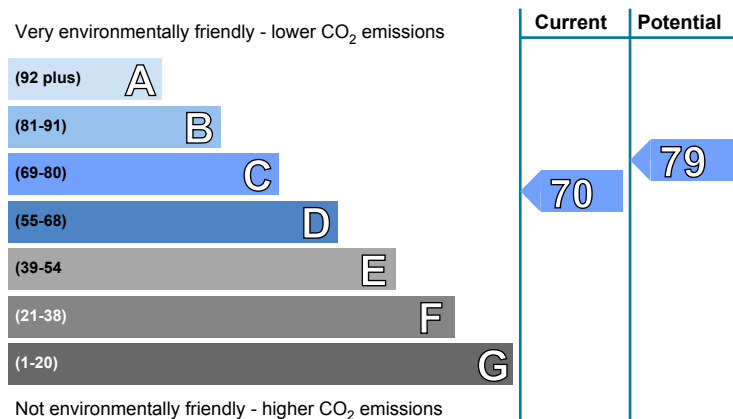 Very environmentally friendly - lower CO₂ emissions
Current
Potential
(92 plus) A
(81-91) B
(69-80) C
(55-68) D
(39-54 E
(21-38) F
(1-20) G
70
79
Not environmentally friendly - higher CO₂ emissions